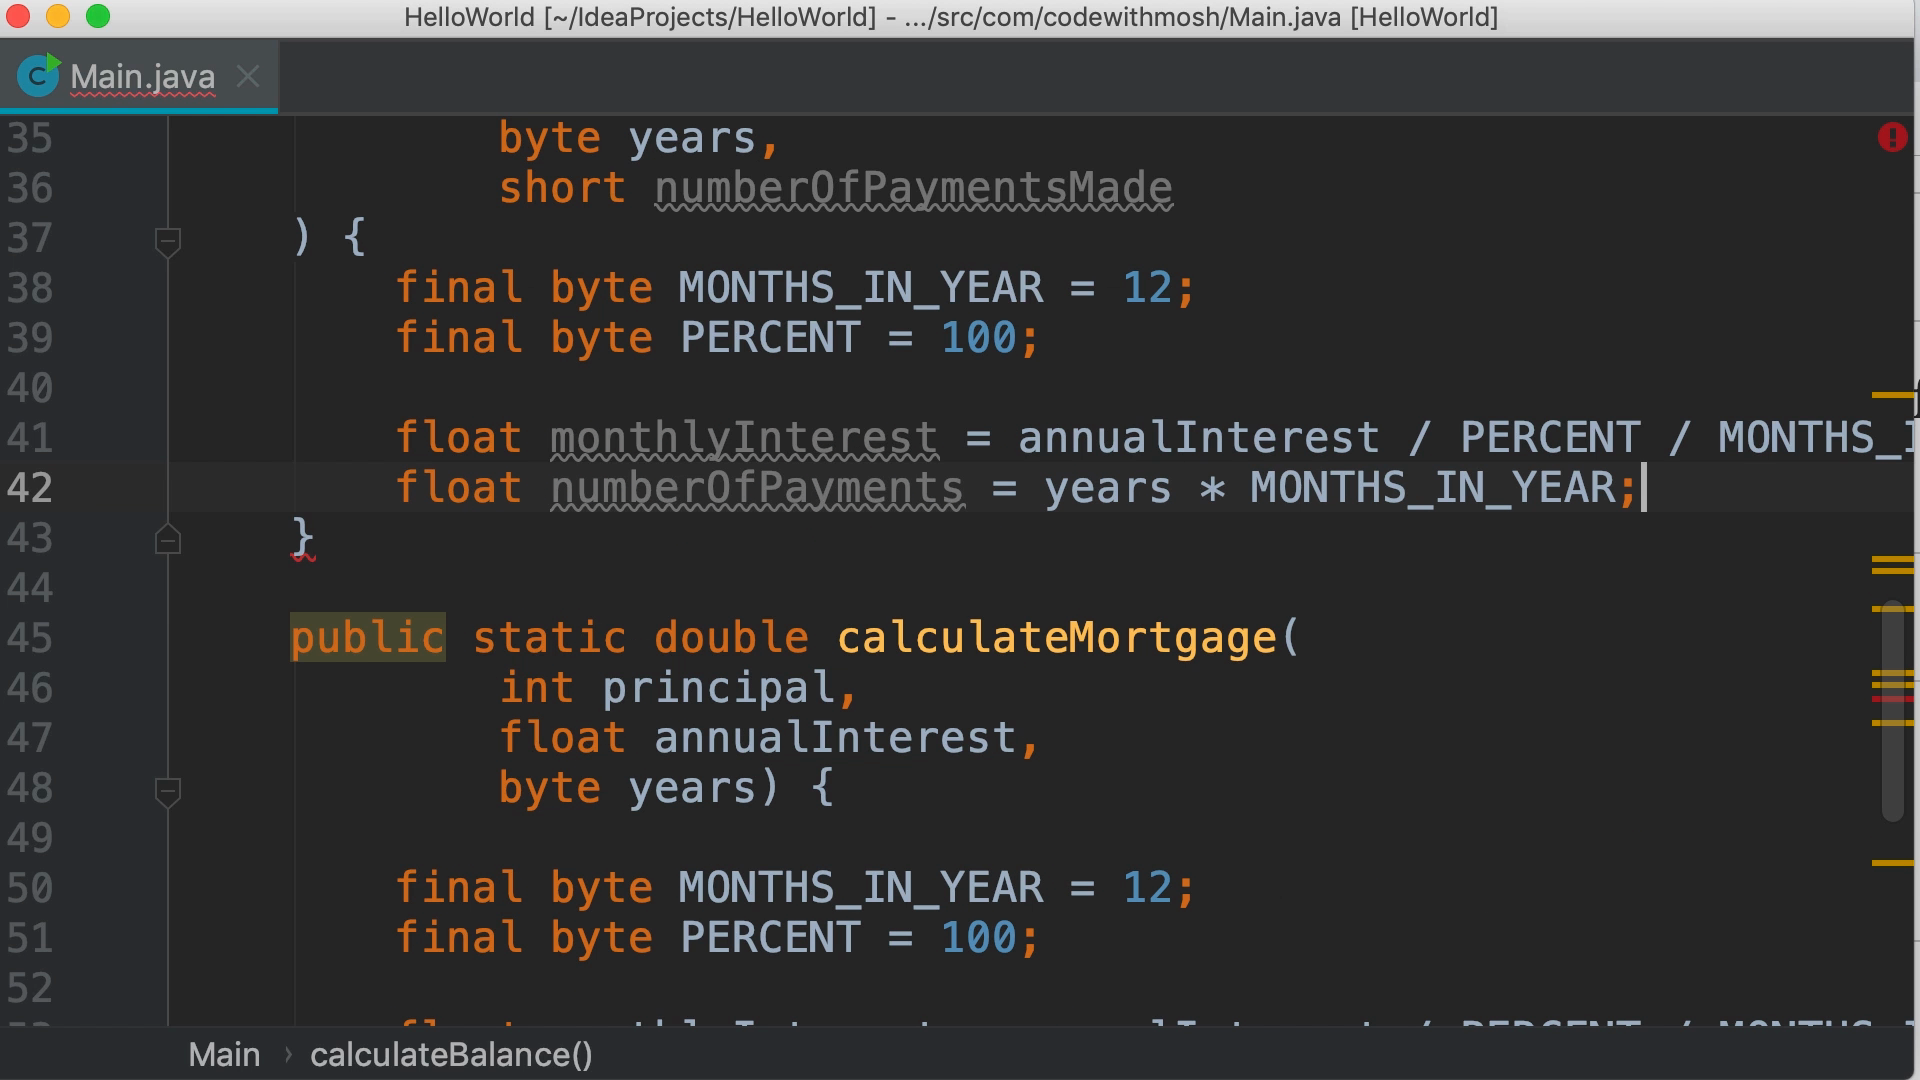 HelloWorld [~/IdeaProjects/HelloWorld] - .../src/com/codewithmosh/Main.java [HelloWorld]
Main.java
35 byte years,
36 short numberOfPaymentsMade
37 ) {
38 final byte MONTHS_IN_YEAR = 12;
39 final byte PERCENT = 100;
40
41 float monthlyInterest = annualInterest / PERCENT / MONTHS_I
42 float numberOfPayments = years * MONTHS_IN_YEAR;
43 }
44
45 public static double calculateMortgage(
46 int principal,
47 float annualInterest,
48 byte years) {
49
50 final byte MONTHS_IN_YEAR = 12;
51 final byte PERCENT = 100;
52
Main › calculateBalance()